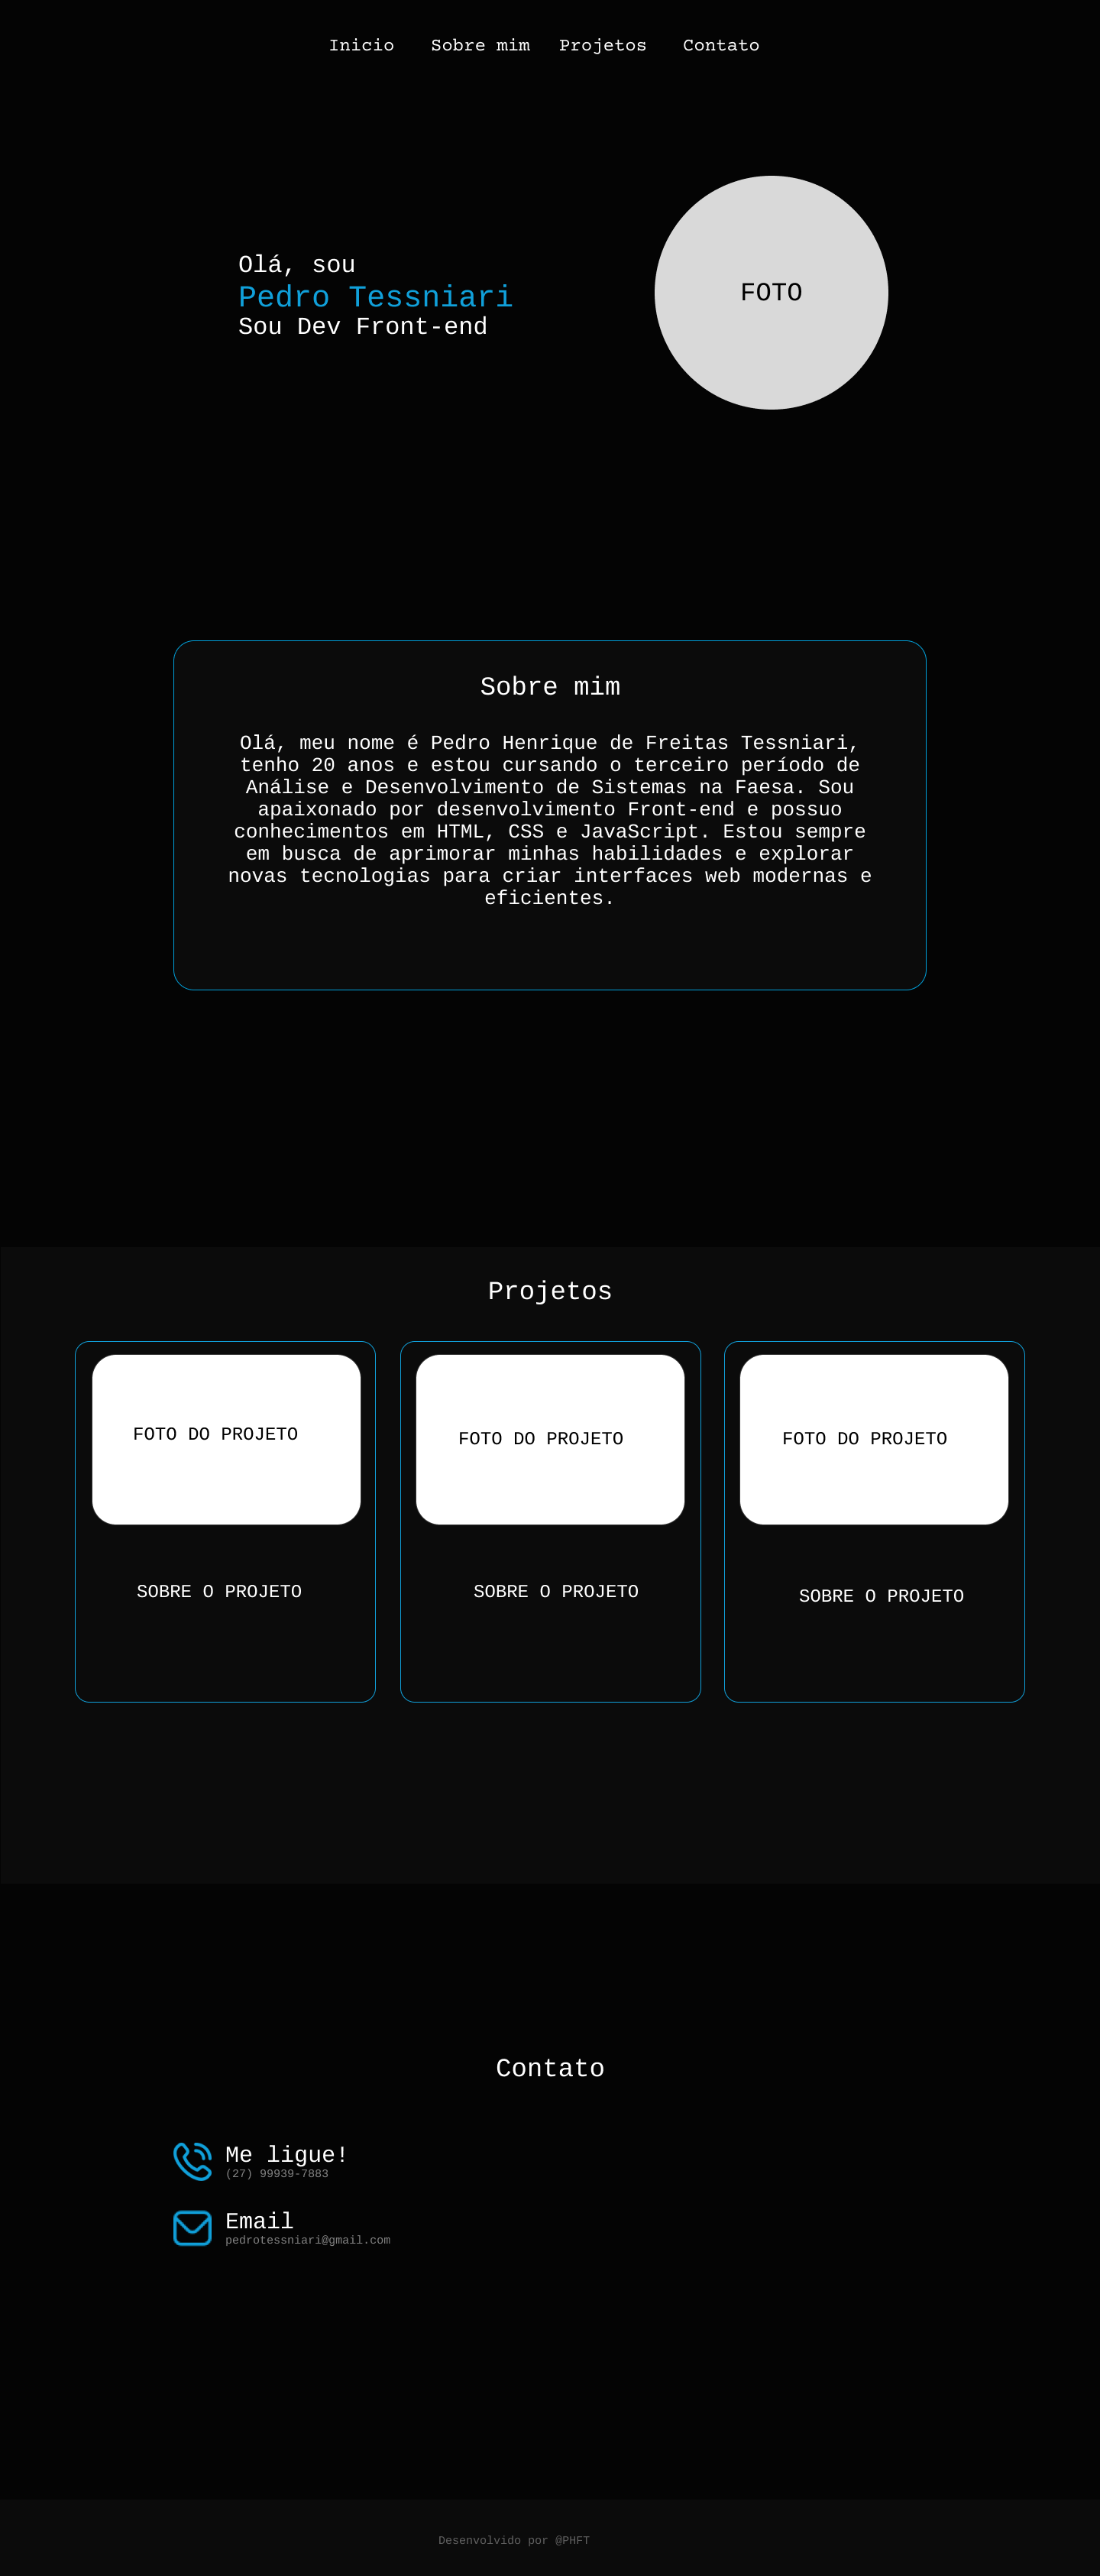 Inicio Sobre mim Projetos Contato
Olá, sou
Pedro Tessniari
Sou Dev Front-end
FOTO
Sobre mim
Olá, meu nome é Pedro Henrique de Freitas Tessniari,
tenho 20 anos e estou cursando o terceiro período de
Análise e Desenvolvimento de Sistemas na Faesa. Sou
apaixonado por desenvolvimento Front-end e possuo
conhecimentos em HTML, CSS e JavaScript. Estou sempre
em busca de aprimorar minhas habilidades e explorar
novas tecnologias para criar interfaces web modernas e
eficientes.
Projetos
FOTO DO PROJETO
SOBRE O PROJETO
FOTO DO PROJETO
SOBRE O PROJETO
FOTO DO PROJETO
SOBRE O PROJETO
Contato
Me ligue!
(27) 99939-7883
Email
pedrotessniari@gmail.com
Desenvolvido por @PHFT